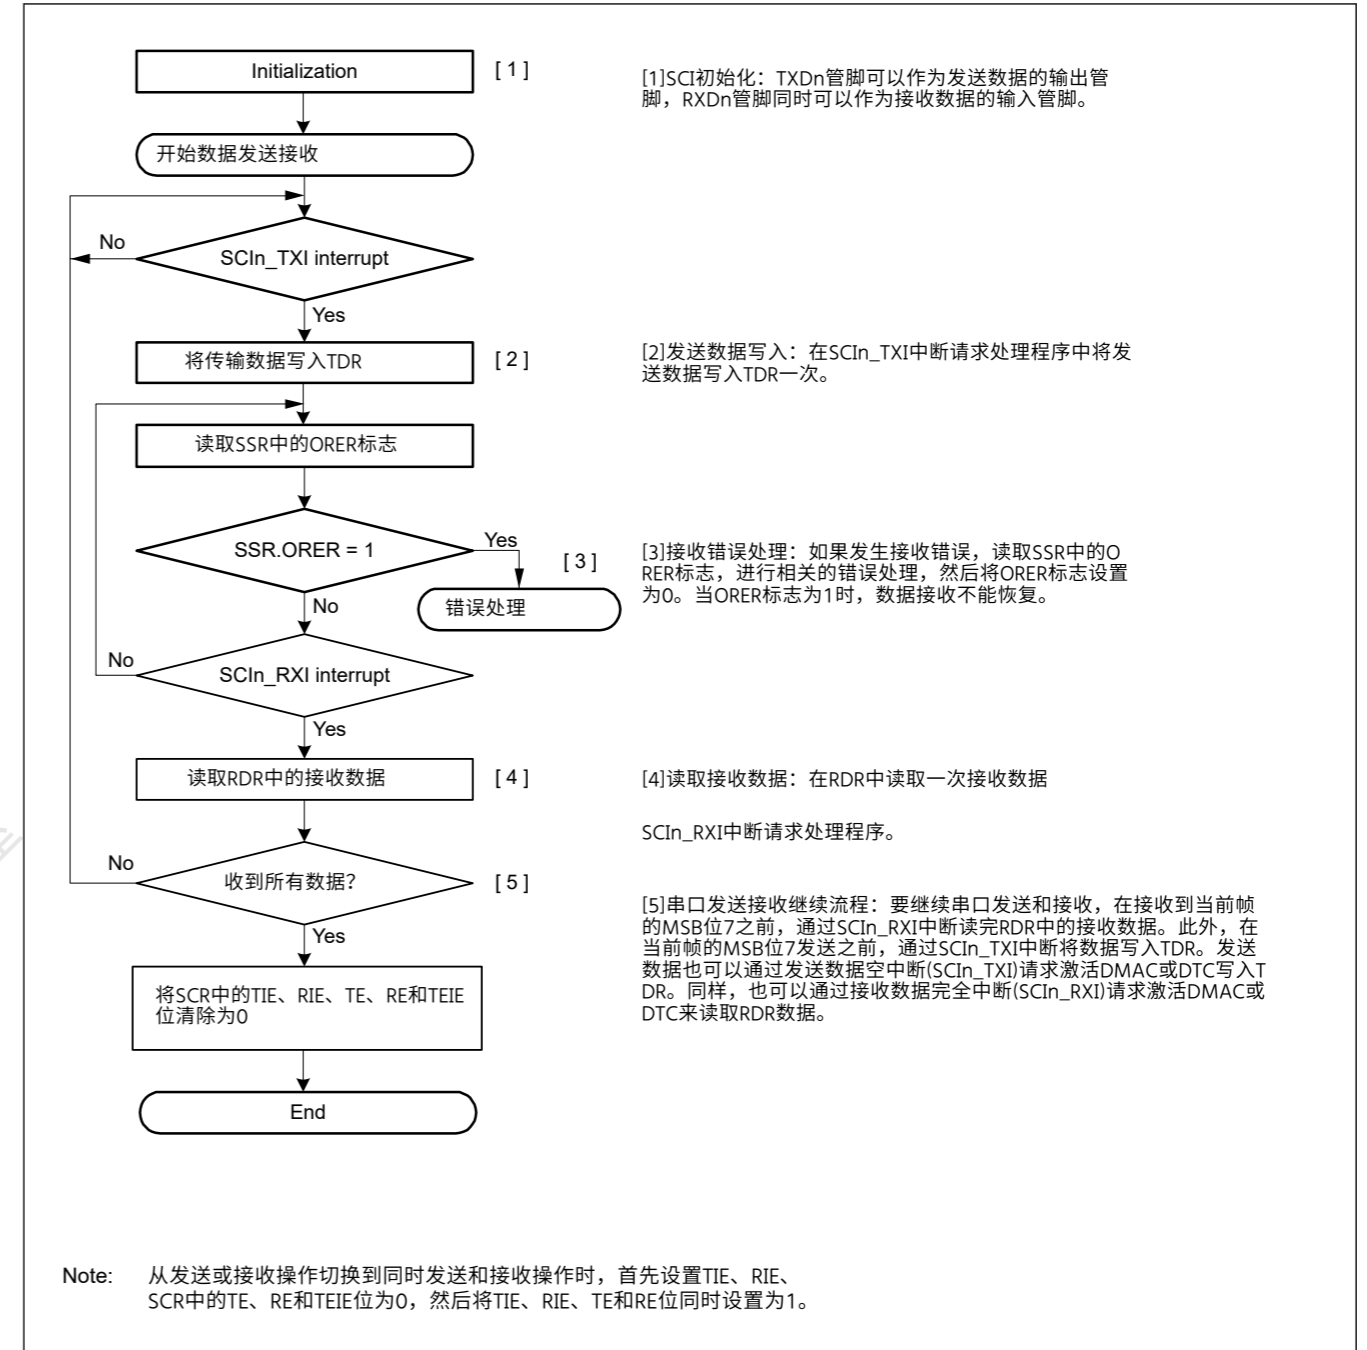 Initialization
[ 1 ]
[1]SCI初始化：TXDn管脚可以作为发送数据的输出管
脚，RXDn管脚同时可以作为接收数据的输入管脚。
开始数据发送接收
No
SCIn_TXI interrupt
Yes
将传输数据写入TDR
[ 2 ]
[2]发送数据写入：在SCIn_TXI中断请求处理程序中将发
送数据写入TDR一次。
读取SSR中的ORER标志
SSR.ORER = 1
Yes
[ 3 ]
[3]接收错误处理：如果发生接收错误，读取SSR中的O
RER标志，进行相关的错误处理，然后将ORER标志设置
为0。当ORER标志为1时，数据接收不能恢复。
错误处理
No
No
SCIn_RXI interrupt
Yes
读取RDR中的接收数据
[ 4 ]
[4]读取接收数据：在RDR中读取一次接收数据
SCIn_RXI中断请求处理程序。
No
收到所有数据？
[ 5 ]
[5]串口发送接收继续流程：要继续串口发送和接收，在接收到当前帧
的MSB位7之前，通过SCIn_RXI中断读完RDR中的接收数据。此外，在
当前帧的MSB位7发送之前，通过SCIn_TXI中断将数据写入TDR。发送
数据也可以通过发送数据空中断(SCIn_TXI)请求激活DMAC或DTC写入T
DR。同样，也可以通过接收数据完全中断(SCIn_RXI)请求激活DMAC或
DTC来读取RDR数据。
Yes
将SCR中的TIE、RIE、TE、RE和TEIE
位清除为0
End
Note: 从发送或接收操作切换到同时发送和接收操作时，首先设置TIE、RIE、
SCR中的TE、RE和TEIE位为0，然后将TIE、RIE、TE和RE位同时设置为1。